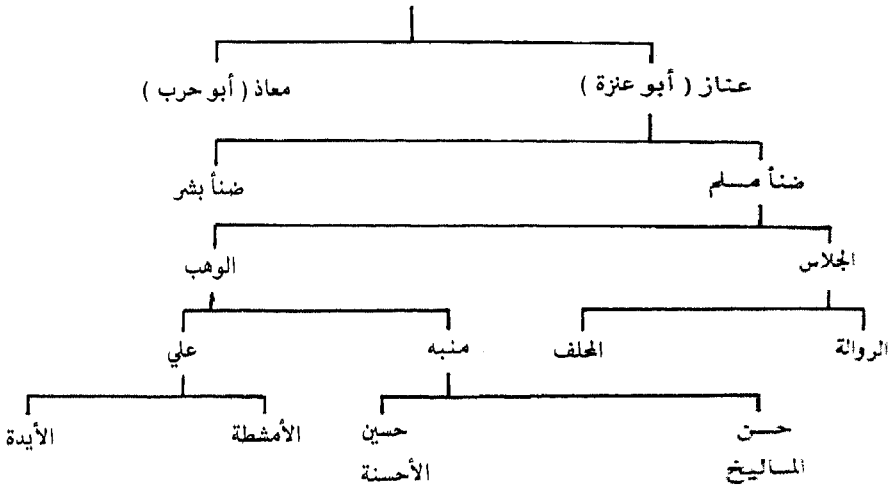 عناز ( أبو عنزة ) معاذ ( أبو حرب )
ضنأ مسلم ضنأ بشر
الجلاس الوهب
الروالة المحلف منبه علي
حسن حسين الأمشطة الأيدة
المساليخ الأحسنة